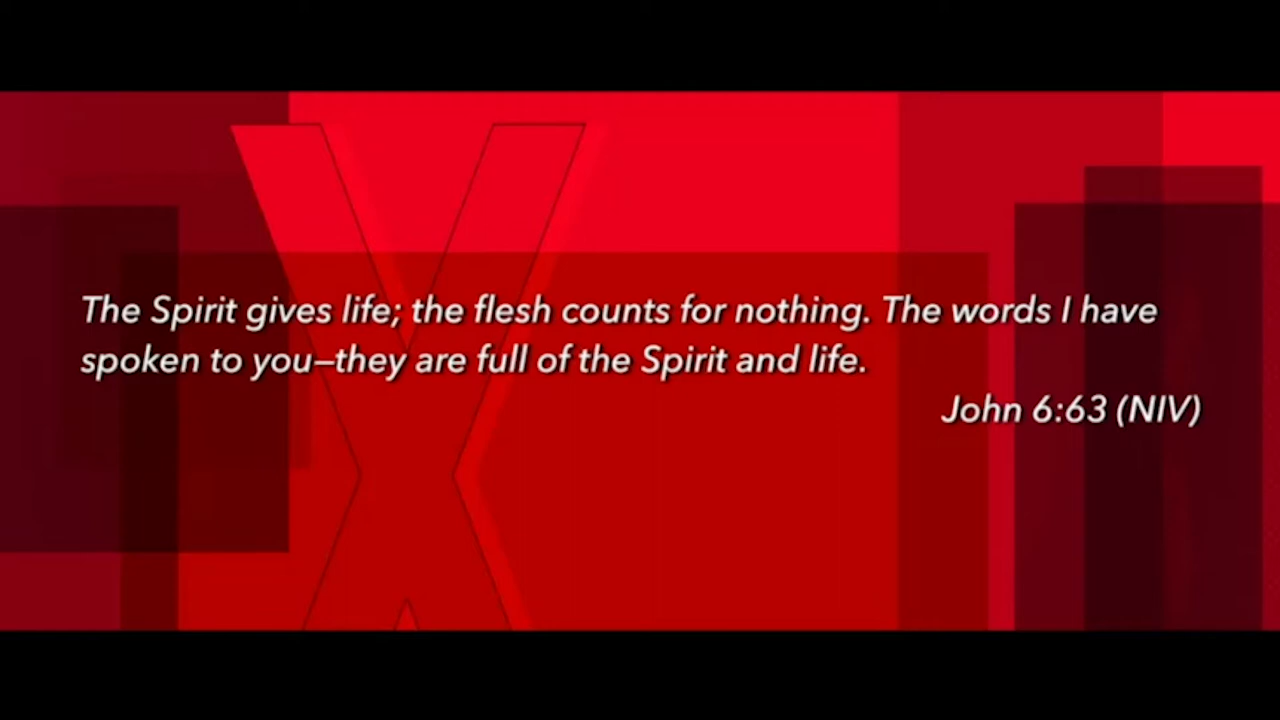 The Spirit gives life; the flesh counts for nothing. The words I have
spoken to you—they are full of the Spirit and life.
John 6:63 (NIV)
X